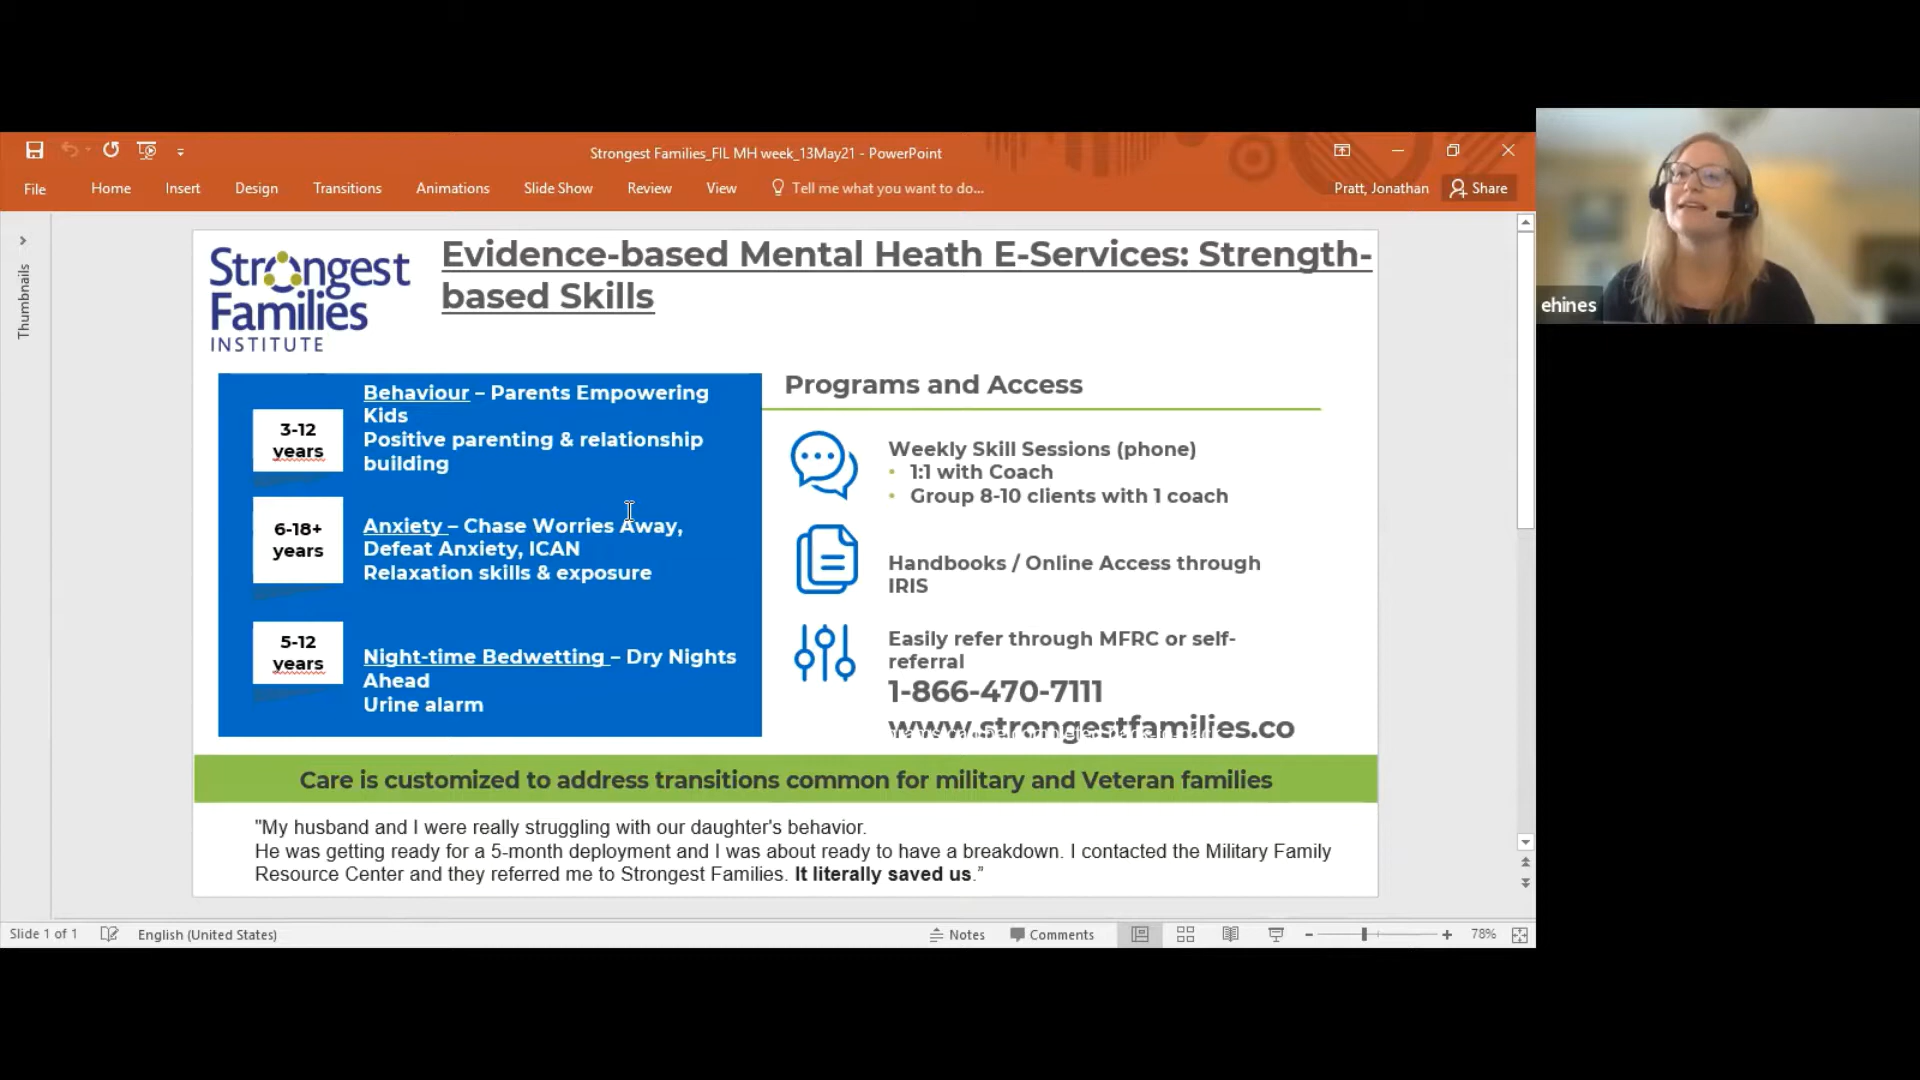 Strongest Families_FIL MH week_13May21 - PowerPoint
File
Home
Insert
Design
Transitions
Animations
Slide Show
Review
View
Tell me what you want to do...
Pratt, Jonathan
Share
Thumbnails
Strongest
Families
INSTITUTE
Evidence-based Mental Heath E-Services: Strength-
based Skills
3-12
years
Behaviour – Parents Empowering
Kids
Positive parenting & relationship
building
6-18+
years
Anxiety – Chase Worries Away,
Defeat Anxiety, ICAN
Relaxation skills & exposure
5-12
years
Night-time Bedwetting – Dry Nights
Ahead
Urine alarm
Programs and Access
Weekly Skill Sessions (phone)
• 1:1 with Coach
• Group 8-10 clients with 1 coach
Handbooks / Online Access through
IRIS
Easily refer through MFRC or self-
referral
1-866-470-7111
www.strongestfamilies.co
Care is customized to address transitions common for military and Veteran families
"My husband and I were really struggling with our daughter's behavior.
He was getting ready for a 5-month deployment and I was about ready to have a breakdown. I contacted the Military Family
Resource Center and they referred me to Strongest Families. It literally saved us.”
Slide 1 of 1
English (United States)
Notes
Comments
78%
ehines